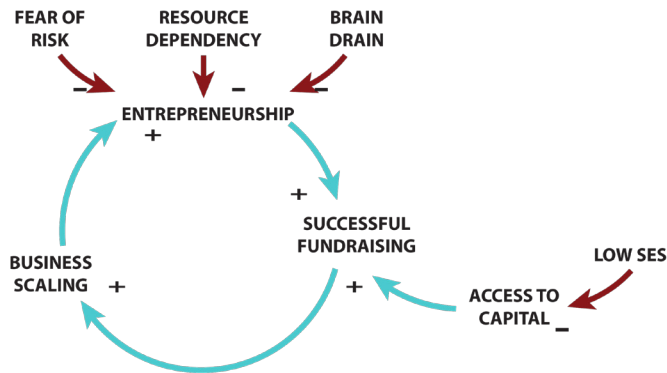 FEAR OF
RISK
RESOURCE
DEPENDENCY
BRAIN
DRAIN
–
–
–
ENTREPRENEURSHIP
+
+
SUCCESSFUL
FUNDRAISING
+
BUSINESS
SCALING
+
LOW SES
ACCESS TO
CAPITAL
–